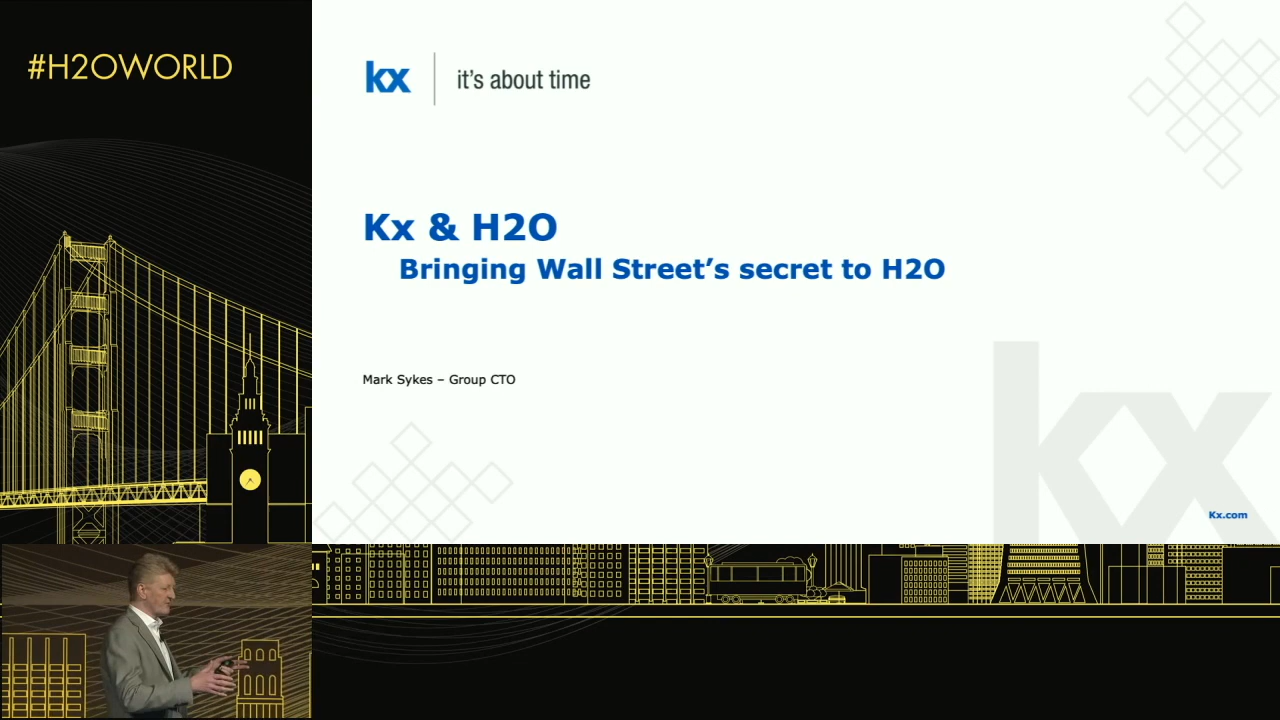 #H2OWORLD
kx
it's about time
Kx & H2O
Bringing Wall Street's secret to H2O
Mark Sykes – Group CTO
kx
Kx.com